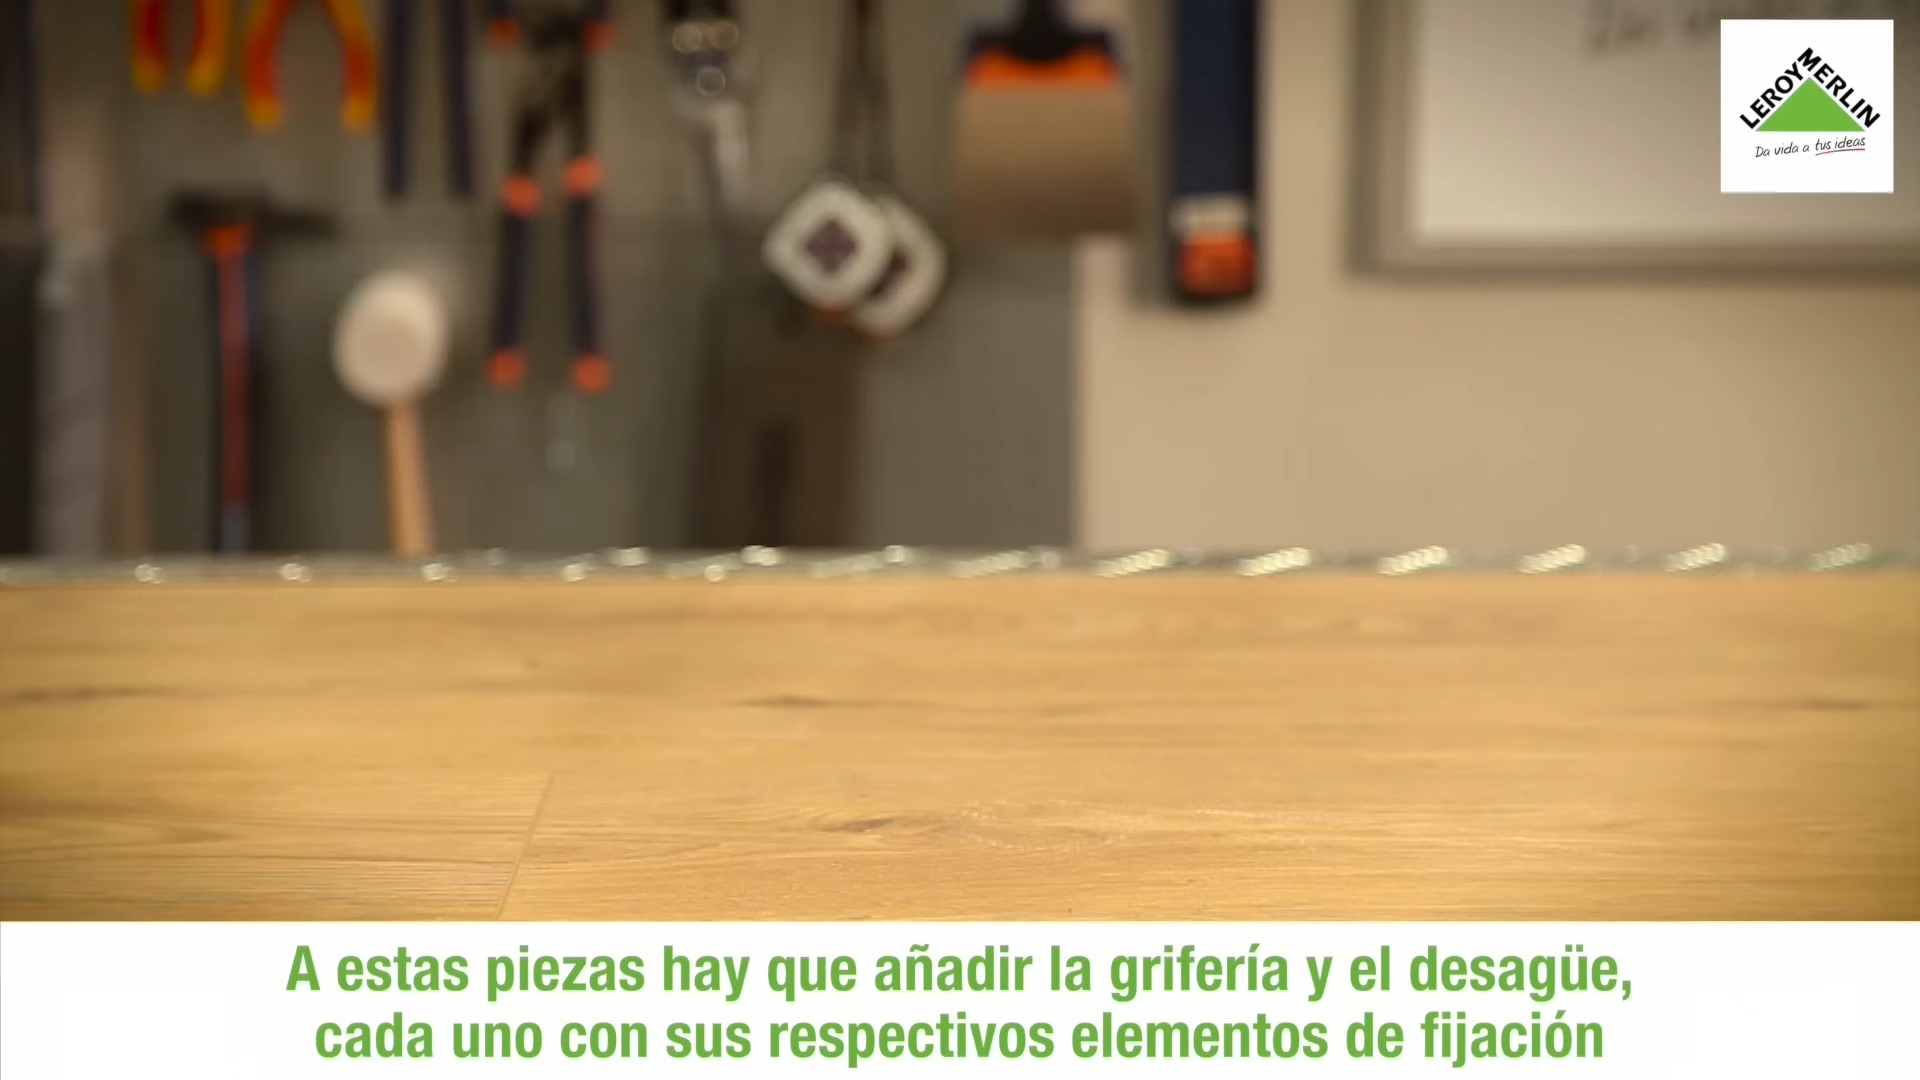 LEROY MERLIN
Da vida a tus ideas
A estas piezas hay que añadir la grifería y el desagüe,
cada uno con sus respectivos elementos de fijación